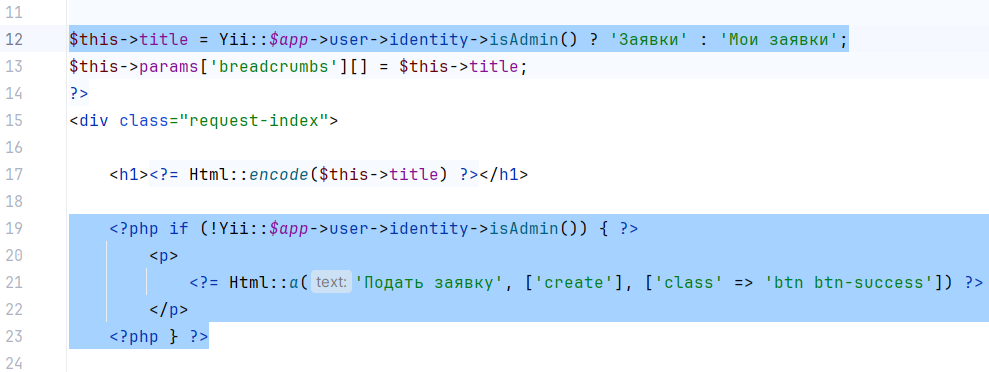 11
12 $this->title = Yii::$app->user->identity->isAdmin() ? 'Заявки' : 'Мои заявки';
13 $this->params['breadcrumbs'][] = $this->title;
14 ?>
15 <div class="request-index">
16
17     <h1><?= Html::encode($this->title) ?></h1>
18
19     <?php if (!Yii::$app->user->identity->isAdmin()) { ?>
20         <p>
21             <?= Html::a( text: 'Подать заявку', ['create'], ['class' => 'btn btn-success']) ?>
22         </p>
23     <?php } ?>
24